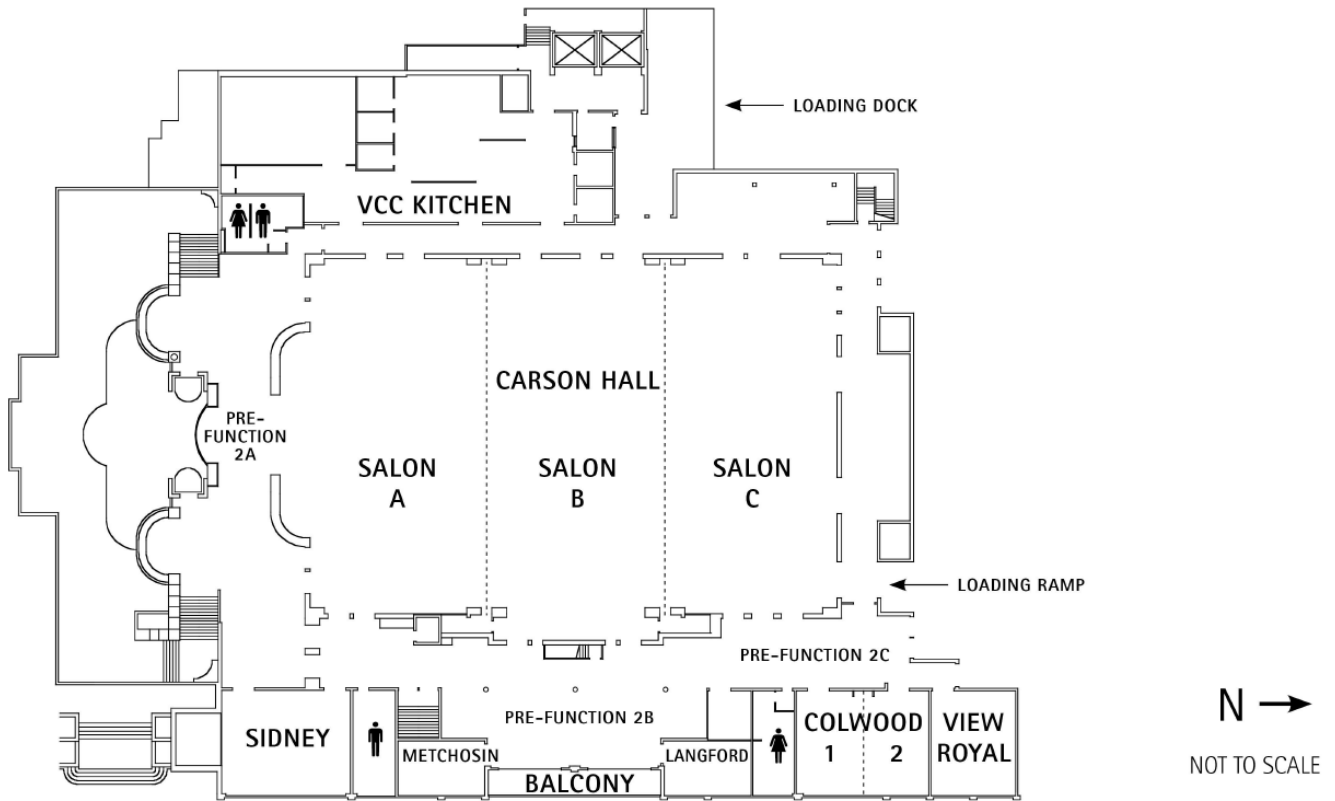 LOADING DOCK
VCC KITCHEN
CARSON HALL
PRE-
FUNCTION
2A
SALON
A
SALON
B
SALON
C
LOADING RAMP
PRE-FUNCTION 2C
SIDNEY
METCHOSIN
PRE-FUNCTION 2B
BALCONY
LANGFORD
COLWOOD
1 2
VIEW
ROYAL
N
NOT TO SCALE